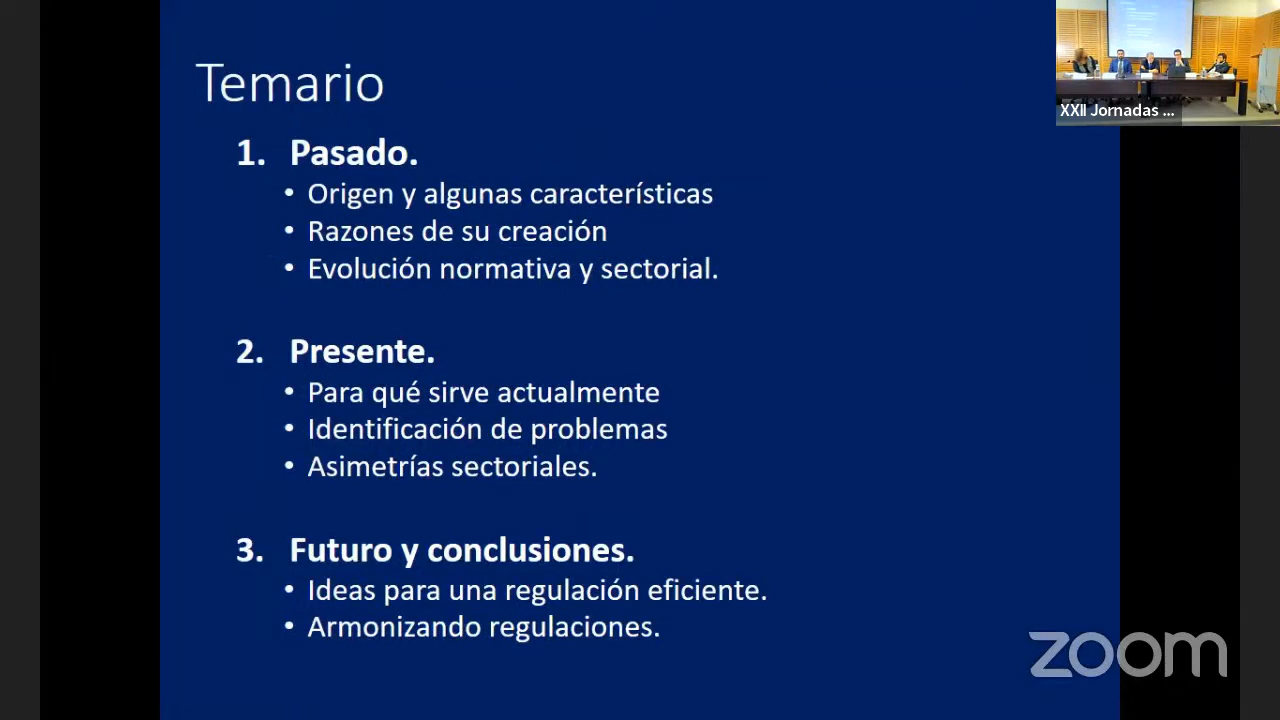 Temario
1. Pasado.
• Origen y algunas características
• Razones de su creación
• Evolución normativa y sectorial.
2. Presente.
• Para qué sirve actualmente
• Identificación de problemas
• Asimetrías sectoriales.
3. Futuro y conclusiones.
• Ideas para una regulación eficiente.
• Armonizando regulaciones.
XXII Jornadas ...
zoom